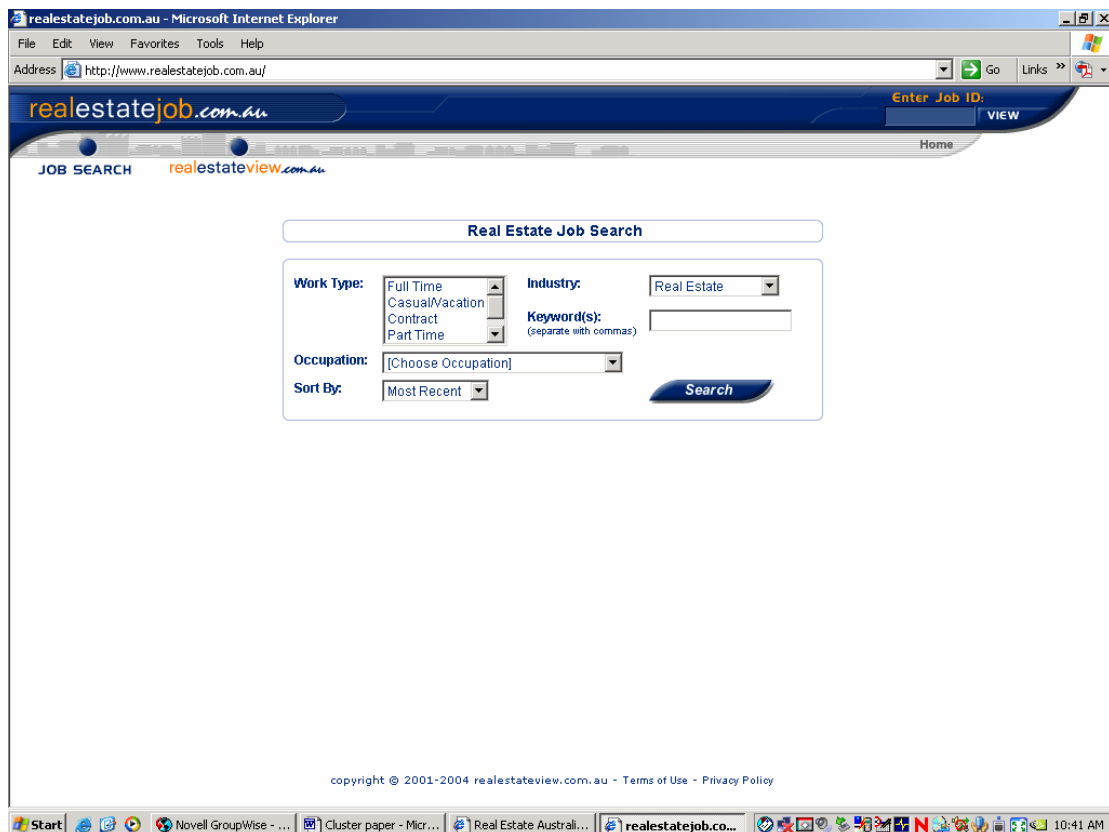 realestatejob.com.au - Microsoft Internet Explorer
File Edit View Favorites Tools Help
Address http://www.realestatejob.com.au/ Go Links »
realestatejob.com.au
Enter Job ID:
VIEW
Home
JOB SEARCH realestateview.com.au
Real Estate Job Search
Work Type: Full Time Industry: Real Estate
Casual/Vacation
Contract Keyword(s):
Part Time (separate with commas)
Occupation: [Choose Occupation]
Sort By: Most Recent Search
copyright © 2001-2004 realestateview.com.au - Terms of Use - Privacy Policy
Start Novell GroupWise - ... Cluster paper - Micr... Real Estate Australi... realestatejob.co... 10:41 AM